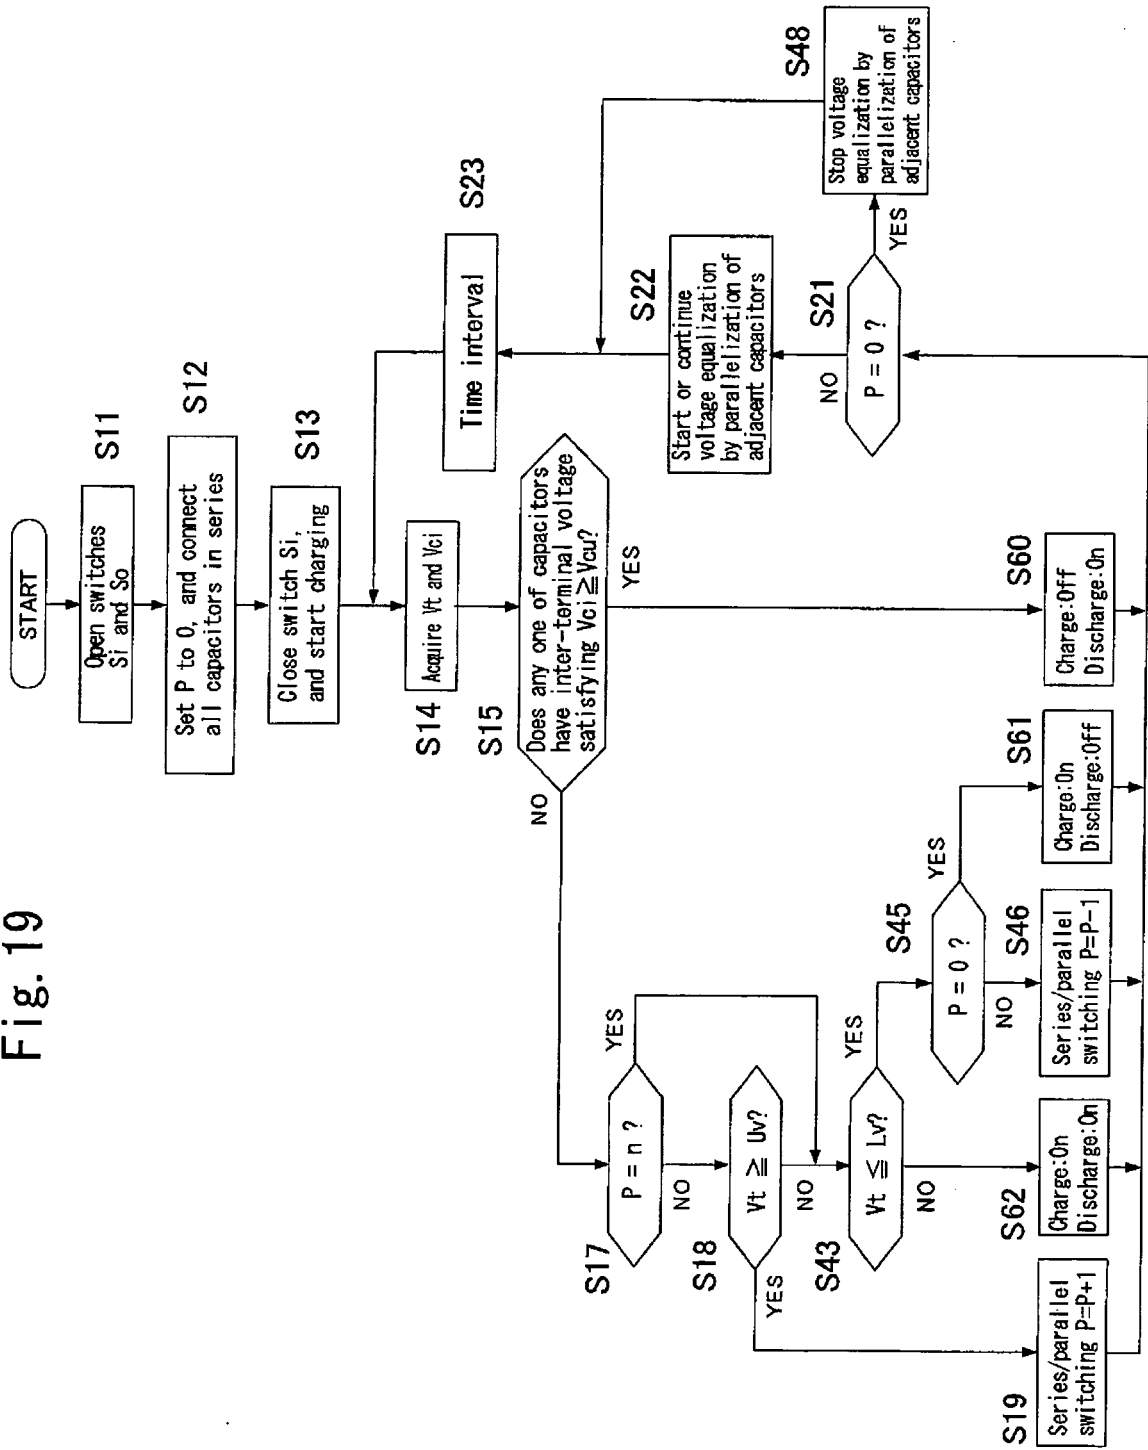 Fig. 19
START
S11
Open switches
Si and So
S12
Set P to 0, and connect
all capacitors in series
S13
Close switch Si,
and start charging
S14
Acquire Vt and Vci
S15
Does any one of capacitors
have inter-terminal voltage
satisfying Vci≧Vcu?
NO
YES
S17
P = n ?
YES
NO
S18
Vt ≧ Uv?
YES
NO
S43
Vt ≦ Lv?
YES
NO
S45
P = 0 ?
YES
NO
S19
Series/parallel
switching P=P+1
S62
Charge:On
Discharge:On
S46
Series/parallel
switching P=P-1
S61
Charge:On
Discharge:Off
S60
Charge:Off
Discharge:On
S21
P = 0 ?
NO
YES
S22
Start or continue
voltage equalization
by parallelization of
adjacent capacitors
S48
Stop voltage
equalization by
parallelization of
adjacent capacitors
S23
Time interval